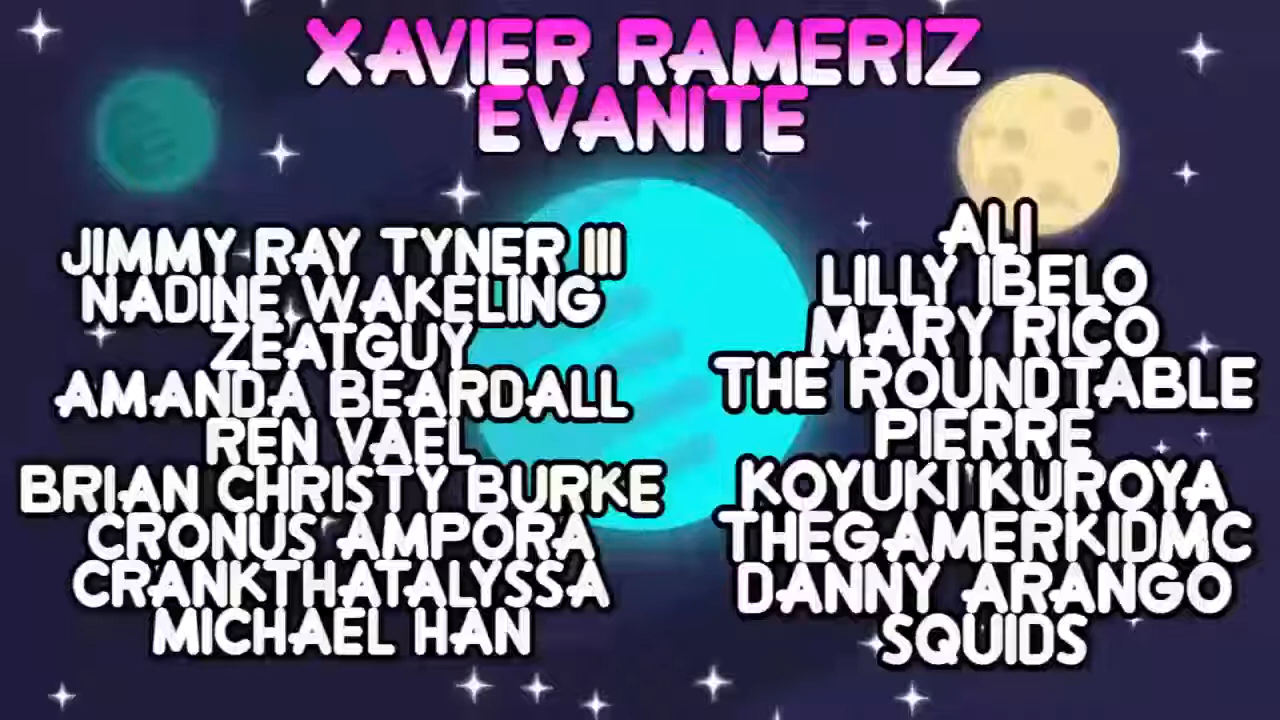 XAVIER RAMERIZ
EVANITE
JIMMY RAY TYNER III
NADINE WAKELING
ZEATGUY
AMANDA BEARDALL
REN VAEL
BRIAN CHRISTY BURKE
CRONUS AMPORA
CRANKTHATALYSSA
MICHAEL HAN
ALI
LILLY IBELO
MARY RICO
THE ROUNDTABLE
PIERRE
KOYUKI KUROYA
THEGAMERKIDMC
DANNY ARANGO
SQUIDS